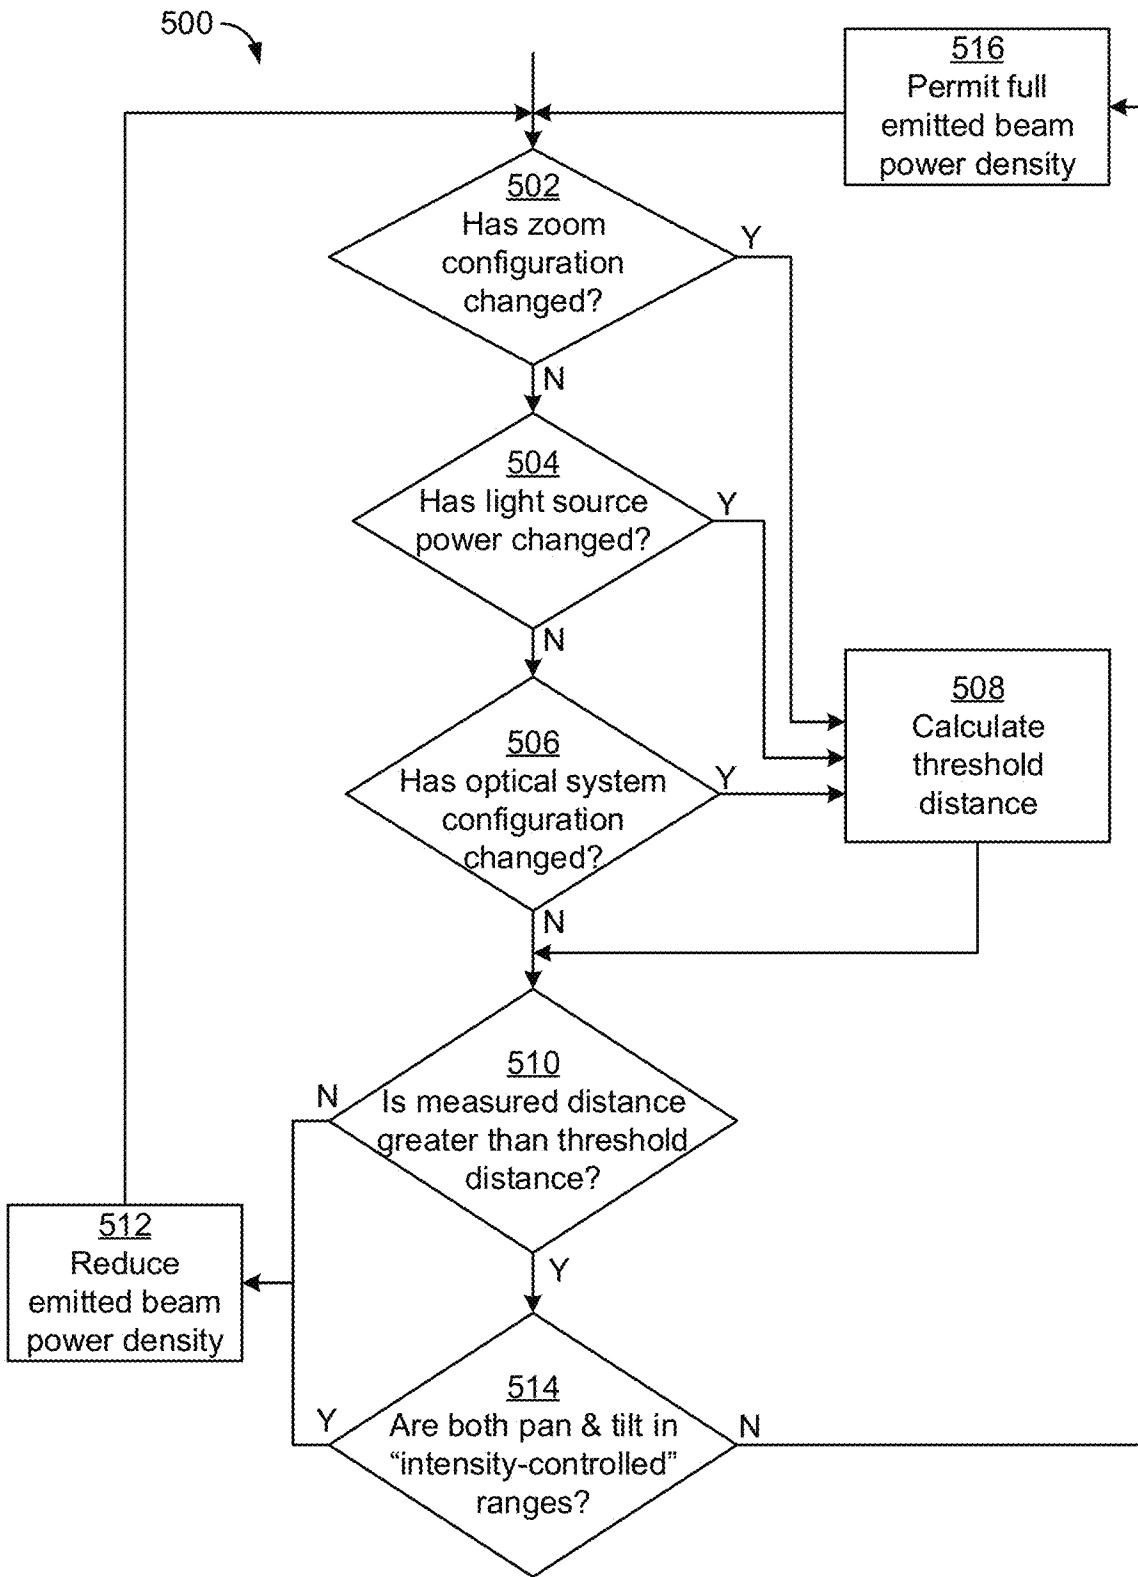 500
516
Permit full
emitted beam
power density
502
Has zoom
configuration
changed?
Y
N
504
Has light source
power changed?
Y
N
506
Has optical system
configuration
changed?
Y
508
Calculate
threshold
distance
N
510
Is measured distance
greater than threshold
distance?
N
Y
512
Reduce
emitted beam
power density
514
Are both pan & tilt in
“intensity-controlled”
ranges?
Y
N